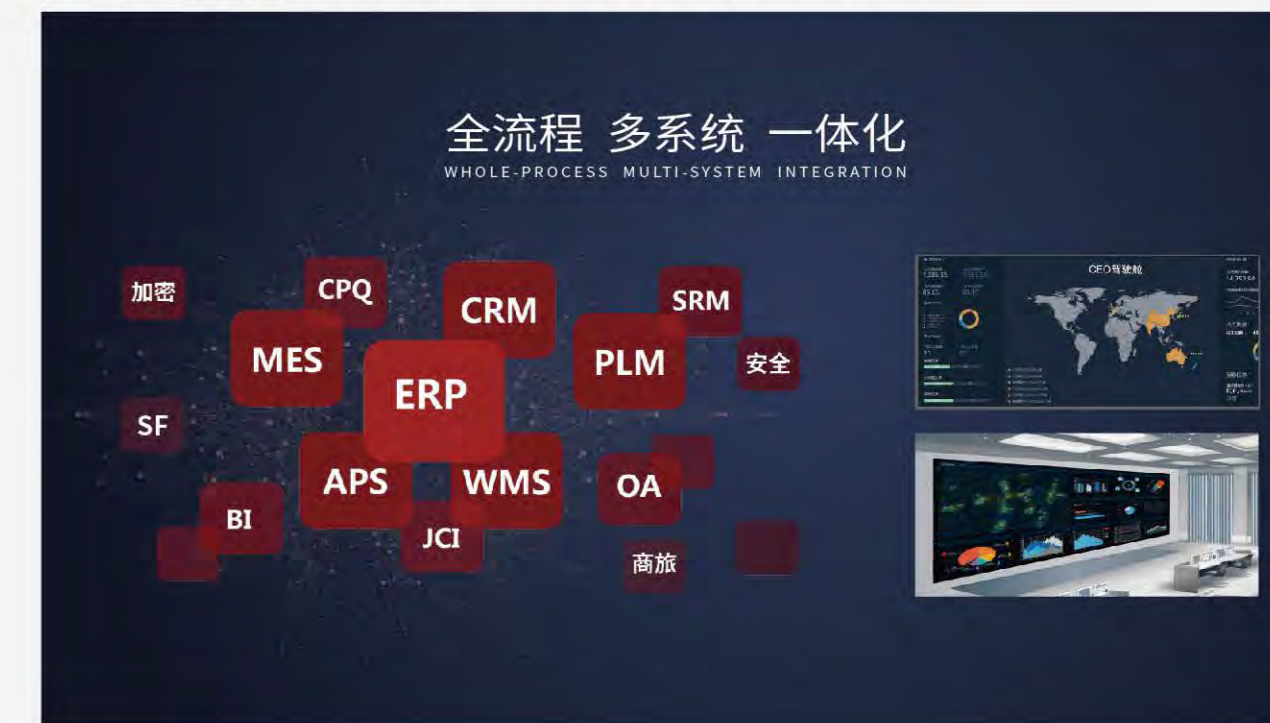 全流程 多系统 一体化
WHOLE-PROCESS MULTI-SYSTEM INTEGRATION
加密
CPQ
CRM
SRM
MES
ERP
PLM
安全
SF
APS
WMS
OA
BI
JCI
商旅
CEO驾驶舱